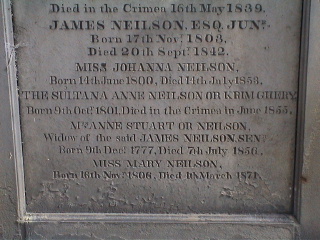 Died in the Crimea 16th May 1839.
JAMES NEILSON, ESQ. JUNR.
Born 17th Novr. 1803,
Died 20th Septr. 1842.
MISS JOHANNA NEILSON,
Born 14th June 1800, Died 14th July 1853.
THE SULTANA ANNE NEILSON OR KRIM GHERY,
Born 9th Octr. 1801, Died in the Crimea in June 1855.
MRS ANNE STUART OR NEILSON,
Widow of the said JAMES NEILSON, SENR.
Born 9th Decr. 1777, Died 7th July 1856.
MISS MARY NEILSON,
Born 16th Novr. 1806, Died 4th March 1871.